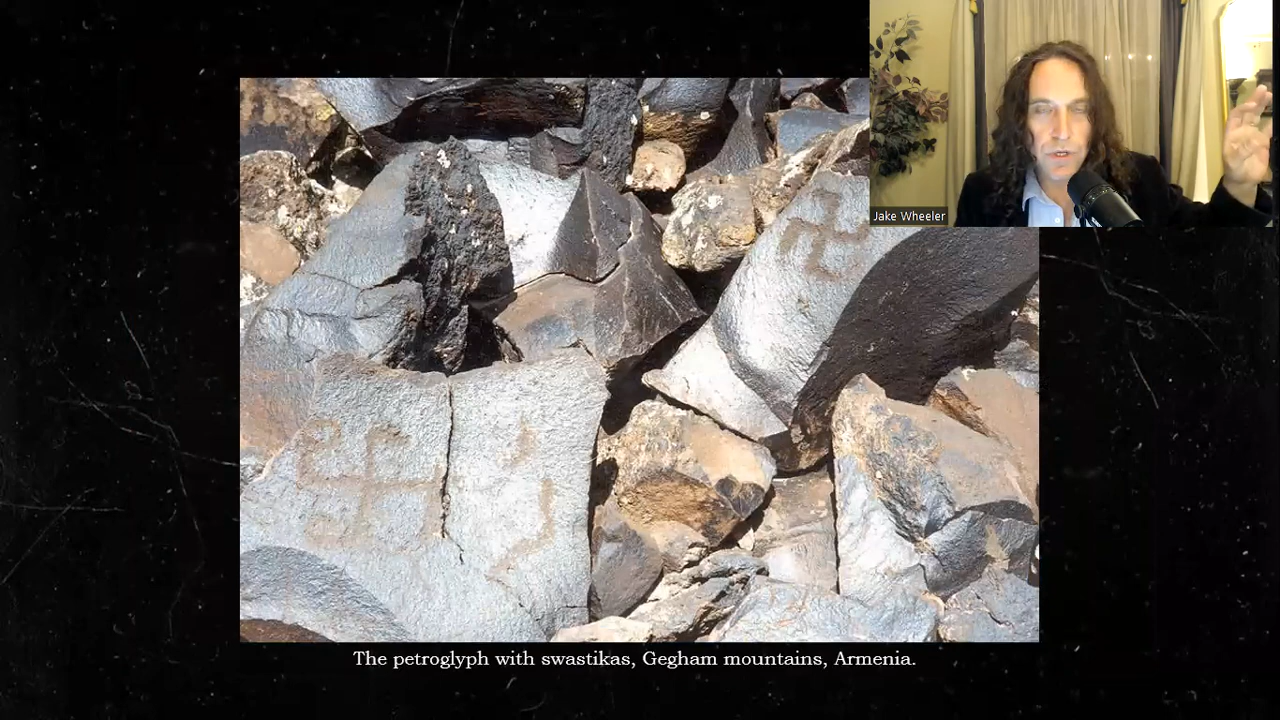 Jake Wheeler
The petroglyph with swastikas, Gegham mountains, Armenia.